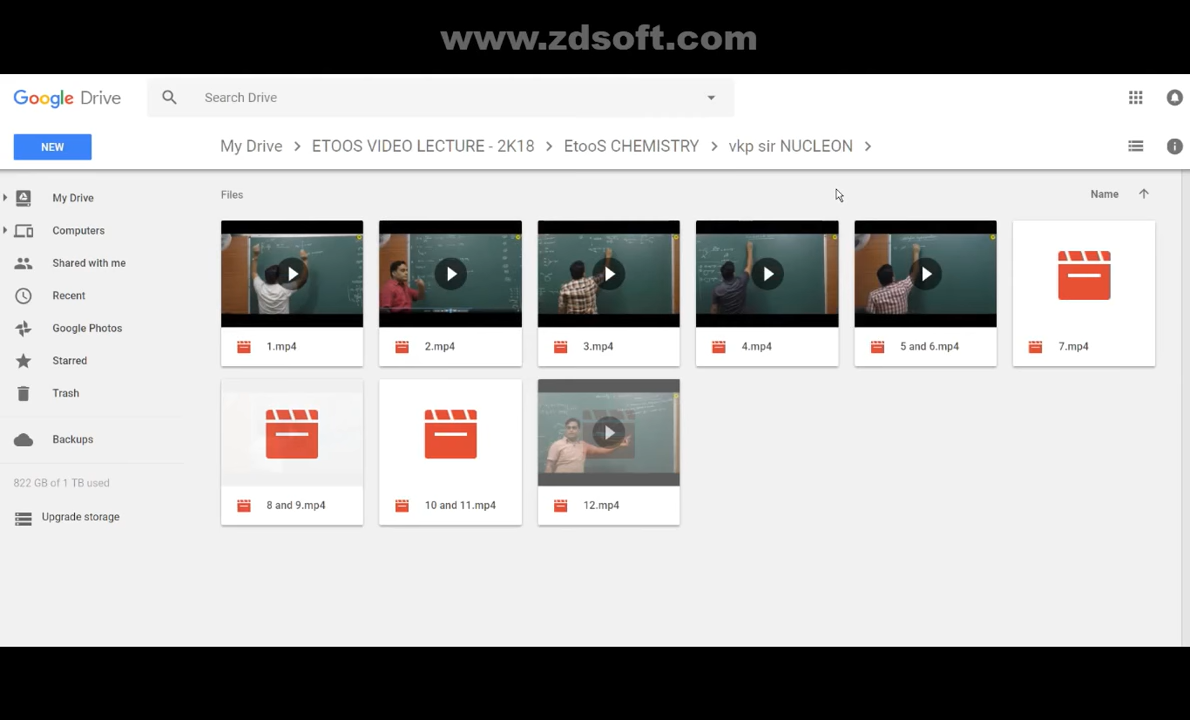 www.zdsoft.com
Google Drive
Search Drive
NEW
My Drive > ETOOS VIDEO LECTURE - 2K18 > EtooS CHEMISTRY > vkp sir NUCLEON >
My Drive
Computers
Shared with me
Recent
Google Photos
Starred
Trash
Backups
822 GB of 1 TB used
Upgrade storage
Files
Name
1.mp4
2.mp4
3.mp4
4.mp4
5 and 6.mp4
7.mp4
8 and 9.mp4
10 and 11.mp4
12.mp4